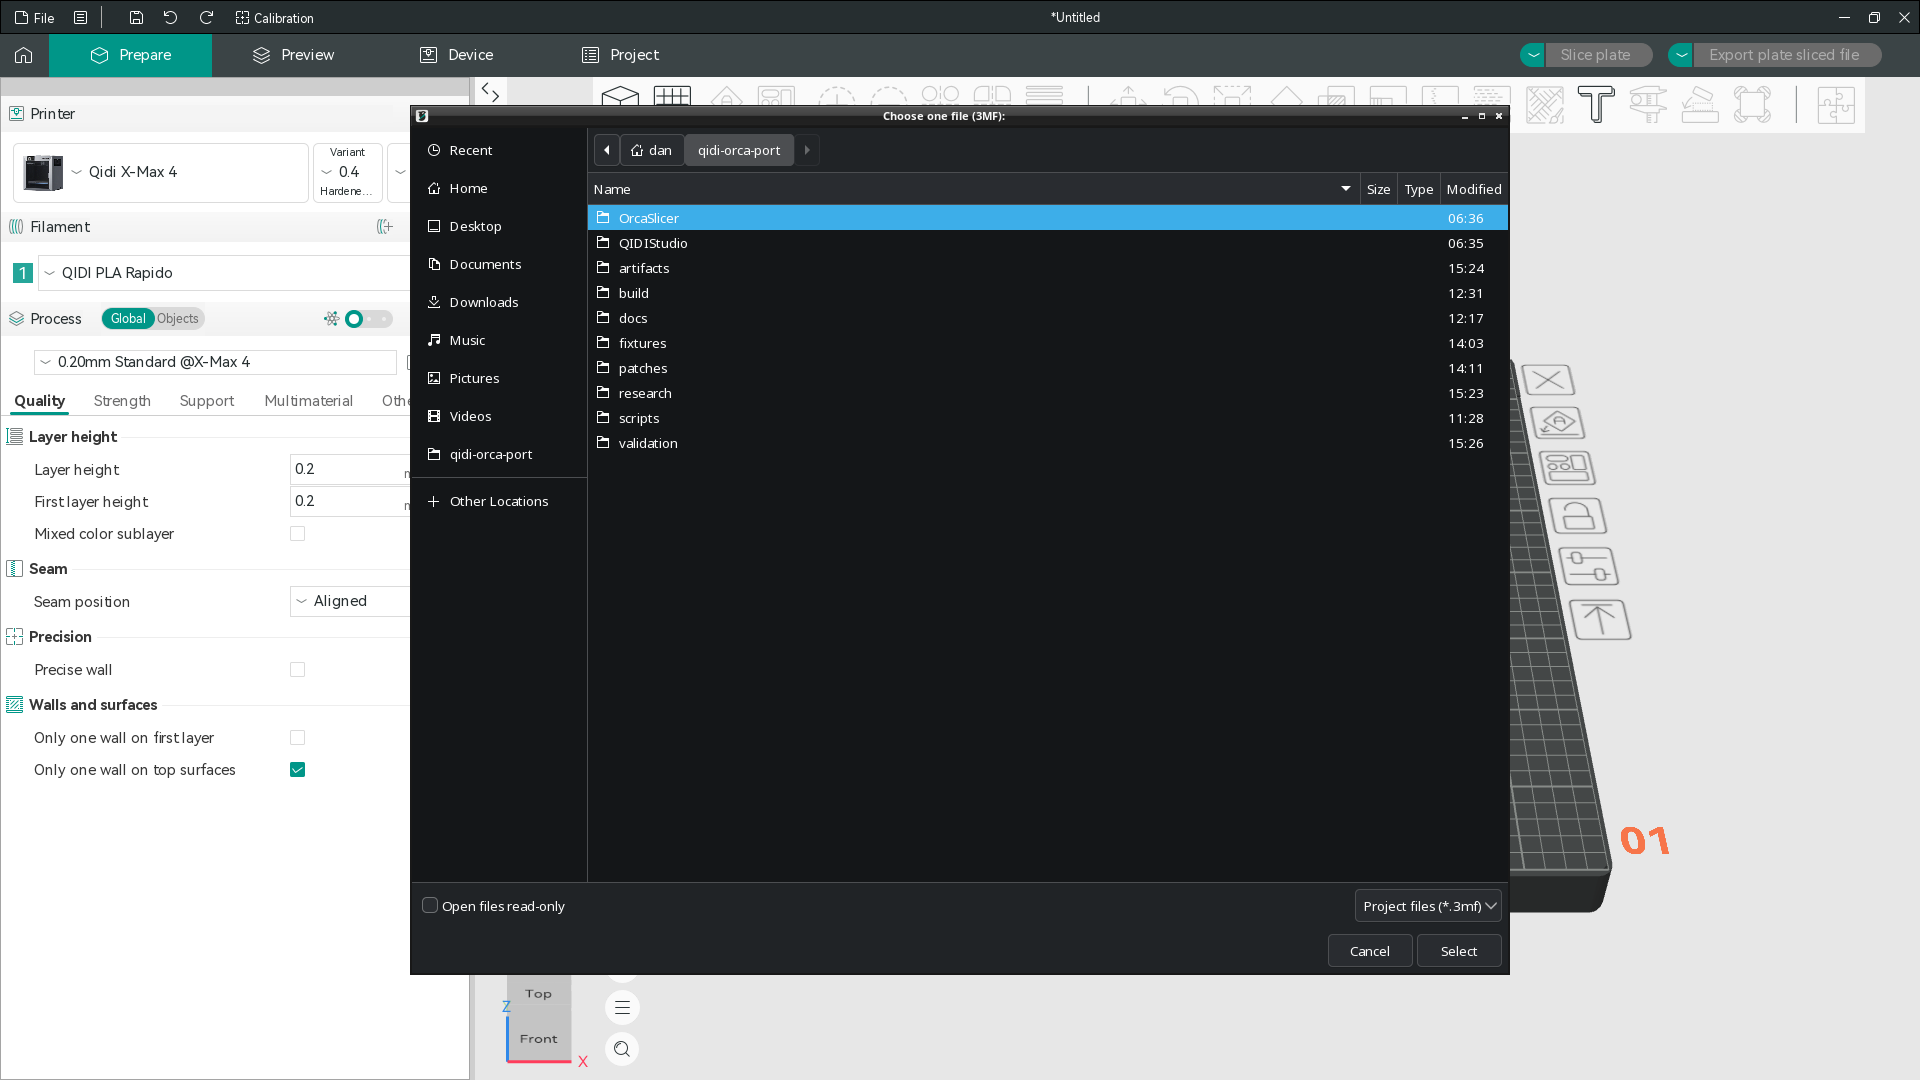 File
Calibration
*Untitled
Prepare
Preview
Device
Project
Slice plate
Export plate sliced file
Printer
Qidi X-Max 4
Variant
0.4
Hardene...
Filament
1
QIDI PLA Rapido
Process
Global
Objects
0.20mm Standard @X-Max 4
Quality
Strength
Support
Multimaterial
Othe
Layer height
Layer height
0.2
First layer height
0.2
Mixed color sublayer
Seam
Seam position
Aligned
Precision
Precise wall
Walls and surfaces
Only one wall on first layer
Only one wall on top surfaces
Choose one file (3MF):
Recent
Home
Desktop
Documents
Downloads
Music
Pictures
Videos
qidi-orca-port
Other Locations
dan
qidi-orca-port
Name Size Type Modified
OrcaSlicer 06:36
QIDIStudio 06:35
artifacts 15:24
build 12:31
docs 12:17
fixtures 14:03
patches 14:11
research 15:23
scripts 11:28
validation 15:26
Open files read-only
Project files (*.3mf)
Cancel
Select
01
Top
Z
Front
X